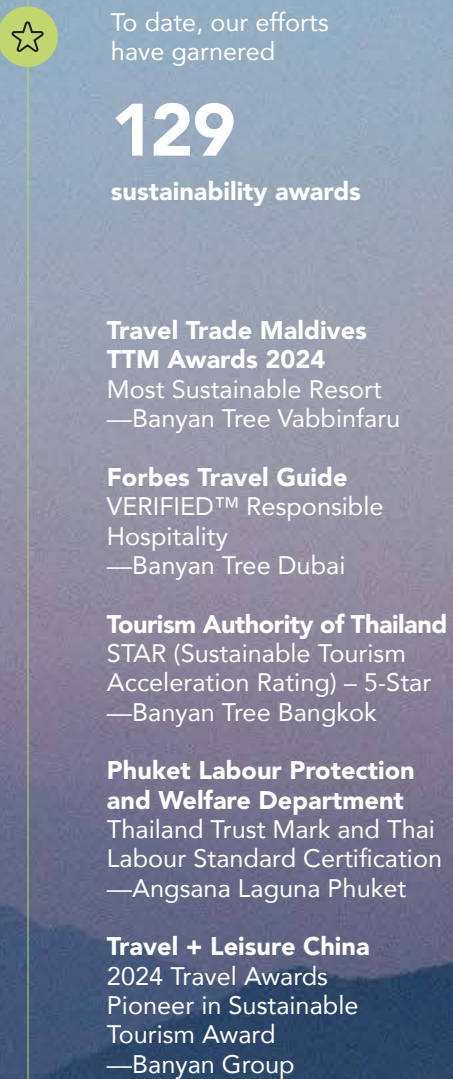 To date, our efforts
have garnered
129
sustainability awards
Travel Trade Maldives
TTM Awards 2024
Most Sustainable Resort
—Banyan Tree Vabbinfaru
Forbes Travel Guide
VERIFIED™ Responsible
Hospitality
—Banyan Tree Dubai
Tourism Authority of Thailand
STAR (Sustainable Tourism
Acceleration Rating) – 5-Star
—Banyan Tree Bangkok
Phuket Labour Protection
and Welfare Department
Thailand Trust Mark and Thai
Labour Standard Certification
—Angsana Laguna Phuket
Travel + Leisure China
2024 Travel Awards
Pioneer in Sustainable
Tourism Award
—Banyan Group